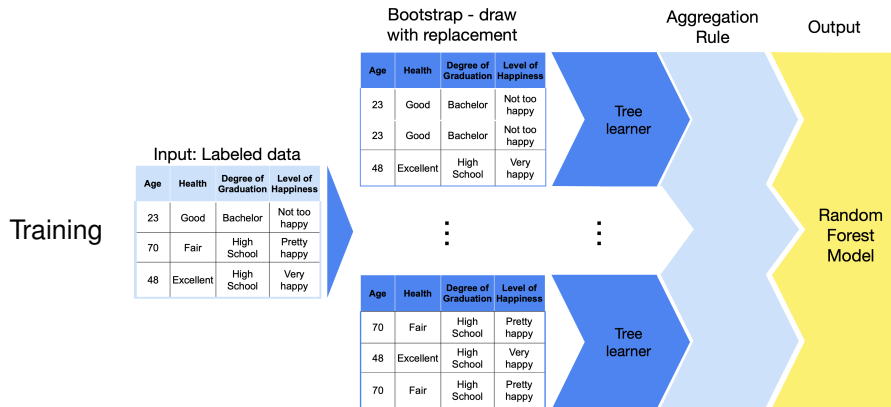 Training
Input: Labeled data
Age Health Degree of Graduation Level of Happiness
23 Good Bachelor Not too happy
70 Fair High School Pretty happy
48 Excellent High School Very happy
Bootstrap - draw
with replacement
Age Health Degree of Graduation Level of Happiness
23 Good Bachelor Not too happy
23 Good Bachelor Not too happy
48 Excellent High School Very happy
Age Health Degree of Graduation Level of Happiness
70 Fair High School Pretty happy
48 Excellent High School Very happy
70 Fair High School Pretty happy
Tree
learner
Tree
learner
Aggregation
Rule
Output
Random
Forest
Model